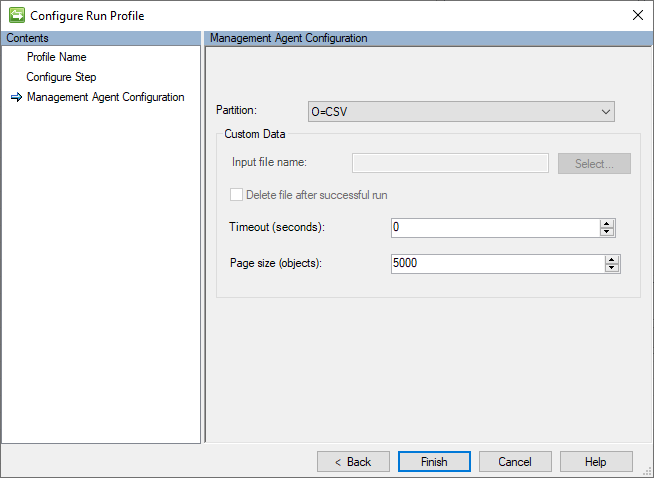 Configure Run Profile
Contents
Profile Name
Configure Step
Management Agent Configuration
Management Agent Configuration
Partition: O=CSV
Custom Data
Input file name: Select...
Delete file after successful run
Timeout (seconds): 0
Page size (objects): 5000
< Back Finish Cancel Help